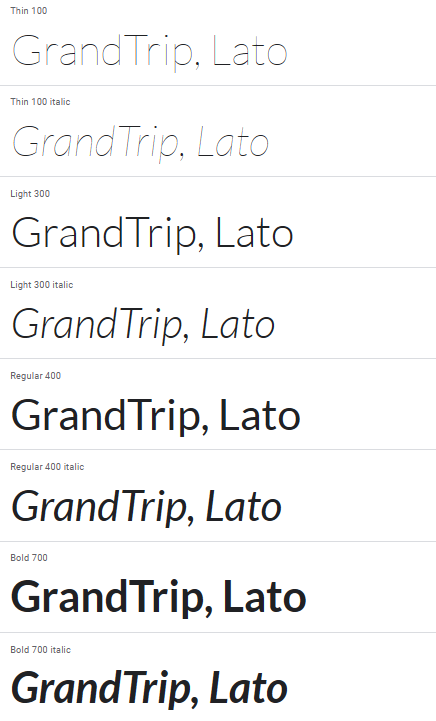 Thin 100
GrandTrip, Lato
Thin 100 italic
GrandTrip, Lato
Light 300
GrandTrip, Lato
Light 300 italic
GrandTrip, Lato
Regular 400
GrandTrip, Lato
Regular 400 italic
GrandTrip, Lato
Bold 700
GrandTrip, Lato
Bold 700 italic
GrandTrip, Lato